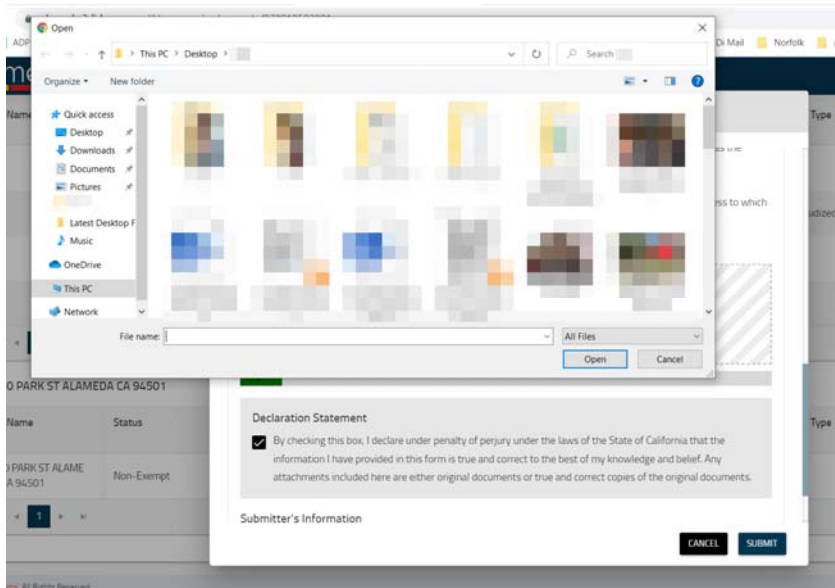 Open
ADP
Di Mail
Norfolk
This PC > Desktop >
Search
Organize
New folder
Name
Type
Quick access
Desktop
Downloads
Documents
Pictures
Latest Desktop F
Music
OneDrive
This PC
Network
ess to which
File name:
All Files
Open
Cancel
0 PARK ST ALAMEDA CA 94501
Name
Status
Type
Declaration Statement
By checking this box, I declare under penalty of perjury under the laws of the State of California that the
information I have provided in this form is true and correct to the best of my knowledge and belief. Any
attachments included here are either original documents or true and correct copies of the original documents.
PARK ST ALAME
A 94501
Non-Exempt
1
Submitter's Information
CANCEL
SUBMIT
All Rights Reserved